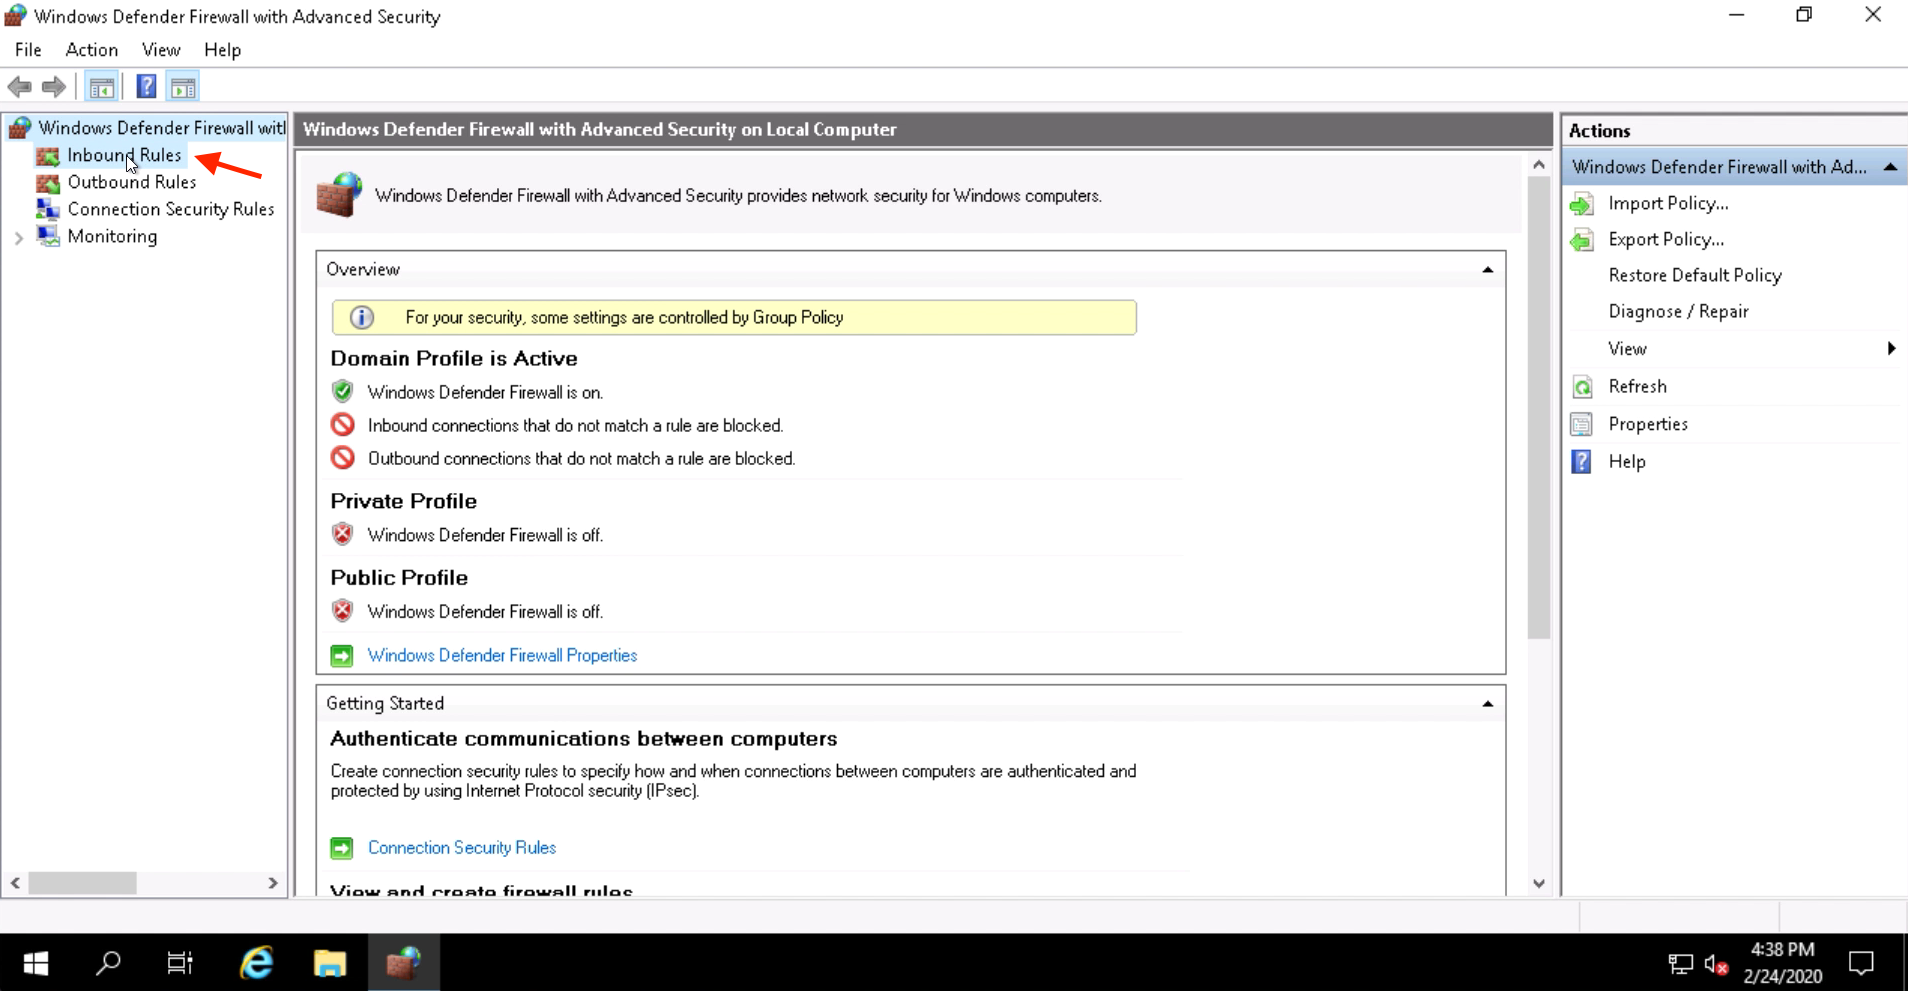 Windows Defender Firewall with Advanced Security
File Action View Help
Windows Defender Firewall with
Inbound Rules
Outbound Rules
Connection Security Rules
Monitoring
Windows Defender Firewall with Advanced Security on Local Computer
Windows Defender Firewall with Advanced Security provides network security for Windows computers.
Overview
For your security, some settings are controlled by Group Policy
Domain Profile is Active
Windows Defender Firewall is on.
Inbound connections that do not match a rule are blocked.
Outbound connections that do not match a rule are blocked.
Private Profile
Windows Defender Firewall is off.
Public Profile
Windows Defender Firewall is off.
Windows Defender Firewall Properties
Getting Started
Authenticate communications between computers
Create connection security rules to specify how and when connections between computers are authenticated and
protected by using Internet Protocol security (IPsec).
Connection Security Rules
View and create firewall rules
Actions
Windows Defender Firewall with Ad...
Import Policy...
Export Policy...
Restore Default Policy
Diagnose / Repair
View
Refresh
Properties
Help
4:38 PM
2/24/2020